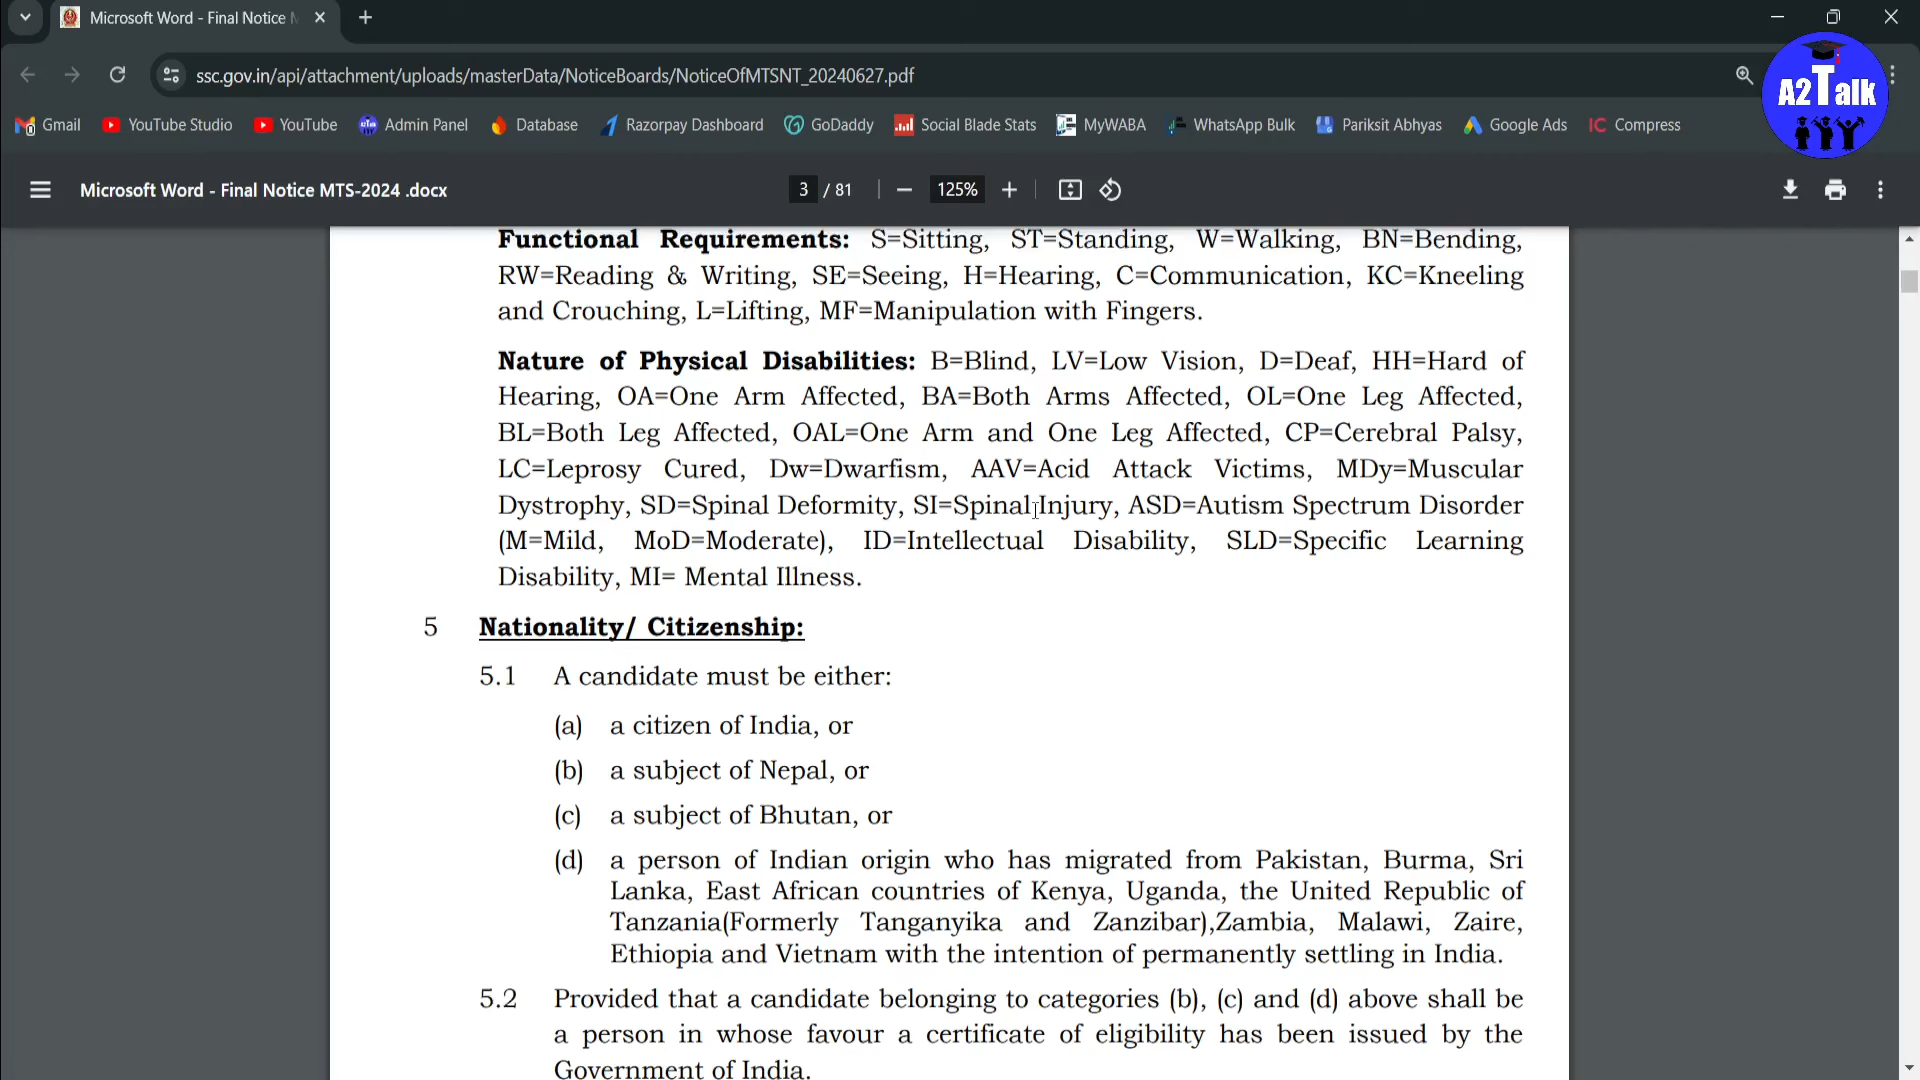 Microsoft Word - Final Notice M
ssc.gov.in/api/attachment/uploads/masterData/NoticeBoards/NoticeOfMTSNT_20240627.pdf
A2Talk
Gmail YouTube Studio YouTube Admin Panel Database Razorpay Dashboard GoDaddy Social Blade Stats MyWABA WhatsApp Bulk Pariksit Abhyas Google Ads IC Compress
Microsoft Word - Final Notice MTS-2024 .docx 3 / 81 — 125% +
Functional Requirements: S=Sitting, ST=Standing, W=Walking, BN=Bending,
RW=Reading & Writing, SE=Seeing, H=Hearing, C=Communication, KC=Kneeling
and Crouching, L=Lifting, MF=Manipulation with Fingers.
Nature of Physical Disabilities: B=Blind, LV=Low Vision, D=Deaf, HH=Hard of
Hearing, OA=One Arm Affected, BA=Both Arms Affected, OL=One Leg Affected,
BL=Both Leg Affected, OAL=One Arm and One Leg Affected, CP=Cerebral Palsy,
LC=Leprosy Cured, Dw=Dwarfism, AAV=Acid Attack Victims, MDy=Muscular
Dystrophy, SD=Spinal Deformity, SI=Spinal Injury, ASD=Autism Spectrum Disorder
(M=Mild, MoD=Moderate), ID=Intellectual Disability, SLD=Specific Learning
Disability, MI= Mental Illness.
5 Nationality/ Citizenship:
5.1 A candidate must be either:
(a) a citizen of India, or
(b) a subject of Nepal, or
(c) a subject of Bhutan, or
(d) a person of Indian origin who has migrated from Pakistan, Burma, Sri
Lanka, East African countries of Kenya, Uganda, the United Republic of
Tanzania(Formerly Tanganyika and Zanzibar),Zambia, Malawi, Zaire,
Ethiopia and Vietnam with the intention of permanently settling in India.
5.2 Provided that a candidate belonging to categories (b), (c) and (d) above shall be
a person in whose favour a certificate of eligibility has been issued by the
Government of India.